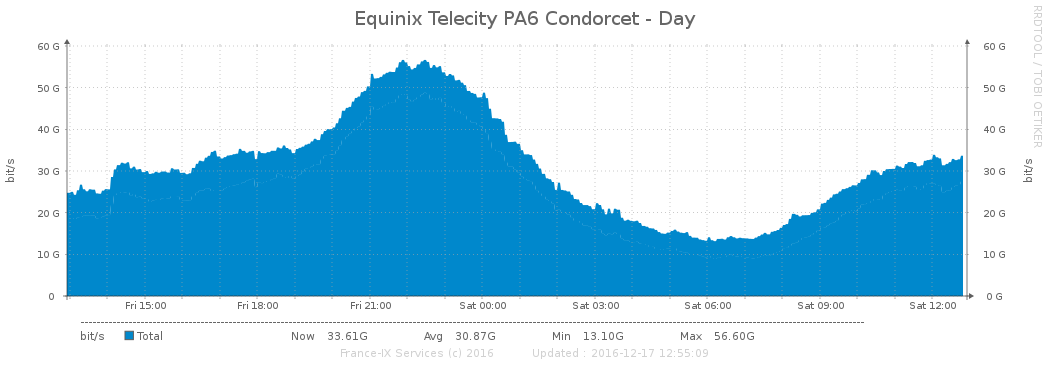 Equinix Telecity PA6 Condorcet - Day
RRDTOOL / TOBI OETIKER
60 G 60 G
50 G 50 G
40 G 40 G
30 G 30 G
20 G 20 G
10 G 10 G
0 0 G
bit/s bit/s
Fri 15:00 Fri 18:00 Fri 21:00 Sat 00:00 Sat 03:00 Sat 06:00 Sat 09:00 Sat 12:00
bit/s Total Now 33.61G Avg 30.87G Min 13.10G Max 56.60G
France-IX Services (c) 2016 Updated : 2016-12-17 12:55:09